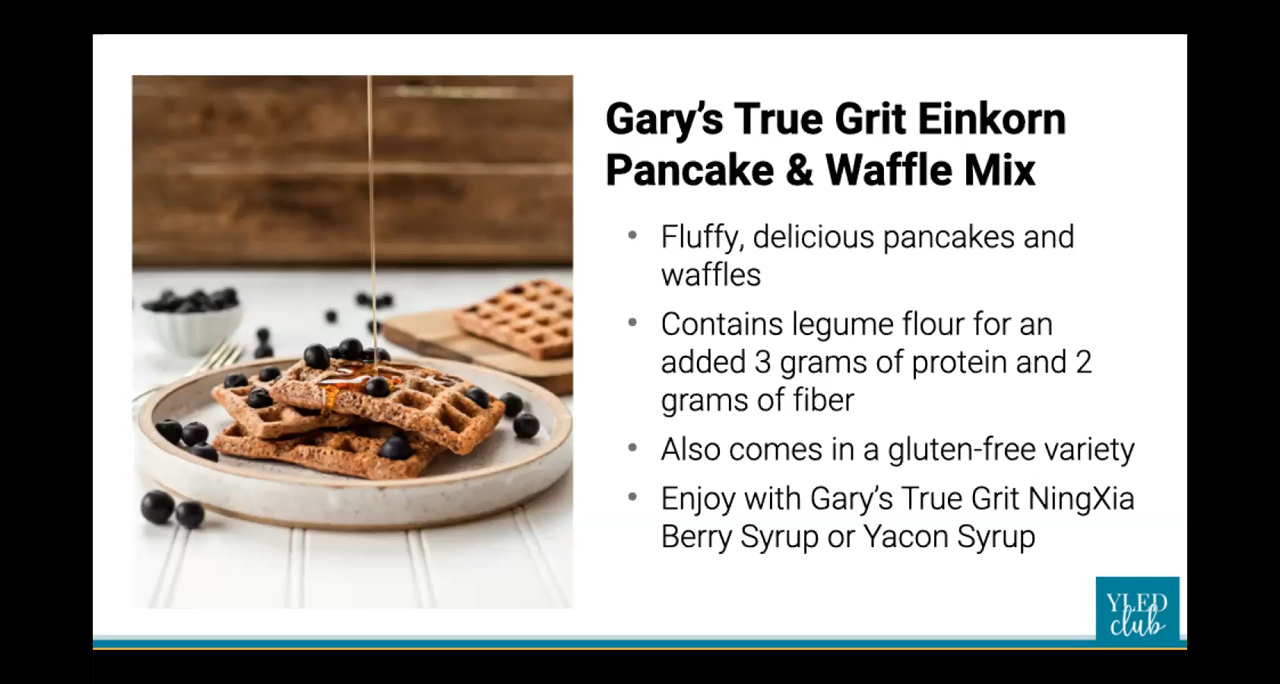 Gary’s True Grit Einkorn
Pancake & Waffle Mix
• Fluffy, delicious pancakes and
waffles
• Contains legume flour for an
added 3 grams of protein and 2
grams of fiber
• Also comes in a gluten-free variety
• Enjoy with Gary’s True Grit NingXia
Berry Syrup or Yacon Syrup
YLED
club